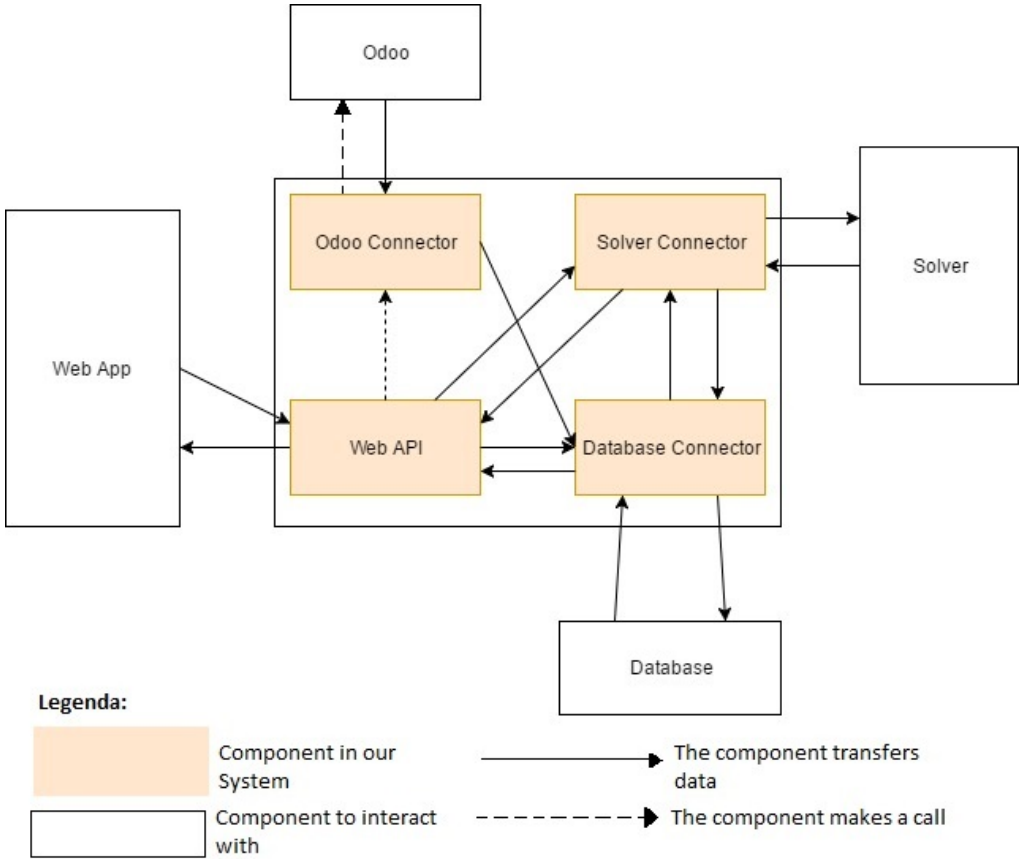 Odoo
Odoo Connector
Solver Connector
Solver
Web App
Web API
Database Connector
Database
Legenda:
Component in our
System
The component transfers
data
Component to interact
with
The component makes a call